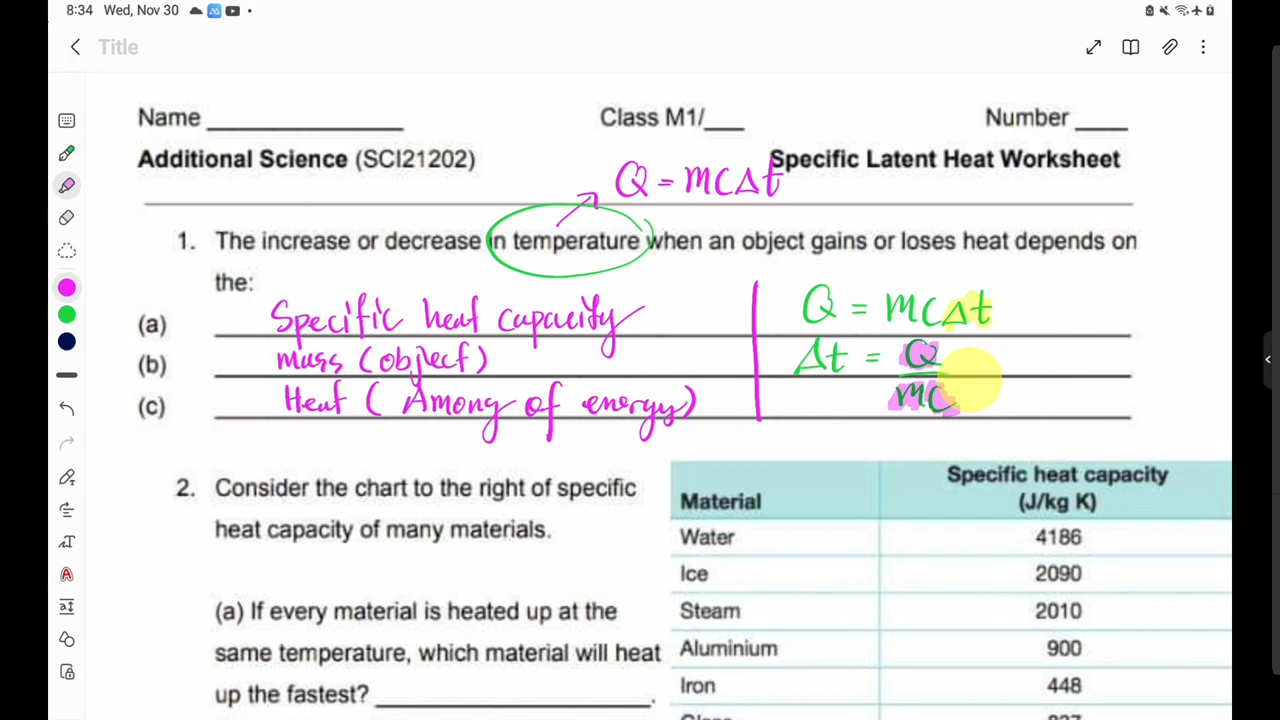 8:34 Wed, Nov 30
Title
Name ____________ Class M1/___ Number ____
Additional Science (SCI21202) Specific Latent Heat Worksheet
Q = mcΔt
1. The increase or decrease in temperature when an object gains or loses heat depends on
the:
(a) Specific heat capacity
(b) mass (object)
(c) Heat ( Among of energy)
Q = mcΔt
Δt = Q
mc
2. Consider the chart to the right of specific
heat capacity of many materials.
(a) If every material is heated up at the
same temperature, which material will heat
up the fastest? ____________.
Material Specific heat capacity
(J/kg K)
Water 4186
Ice 2090
Steam 2010
Aluminium 900
Iron 448